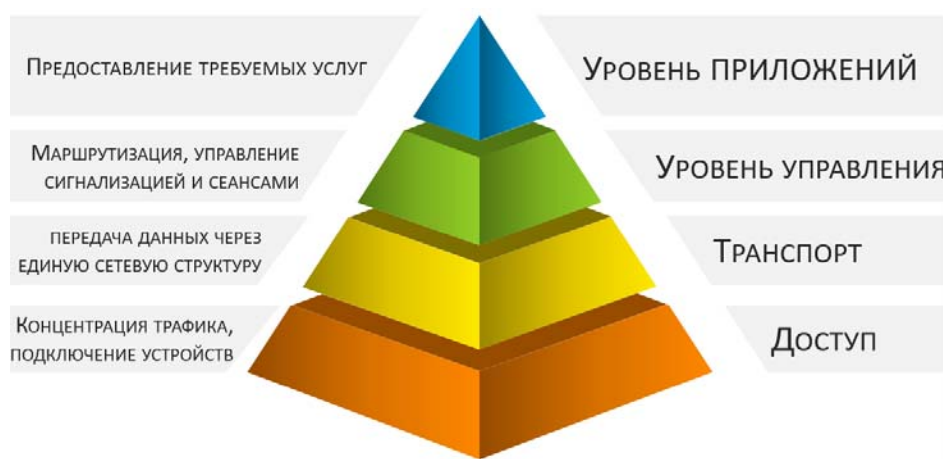 Предоставление требуемых услуг
Уровень ПРИЛОЖЕНИЙ
Маршрутизация, управление
сигнализацией и сеансами
Уровень управления
передача данных через
единую сетевую структуру
Транспорт
Концентрация трафика,
подключение устройств
Доступ